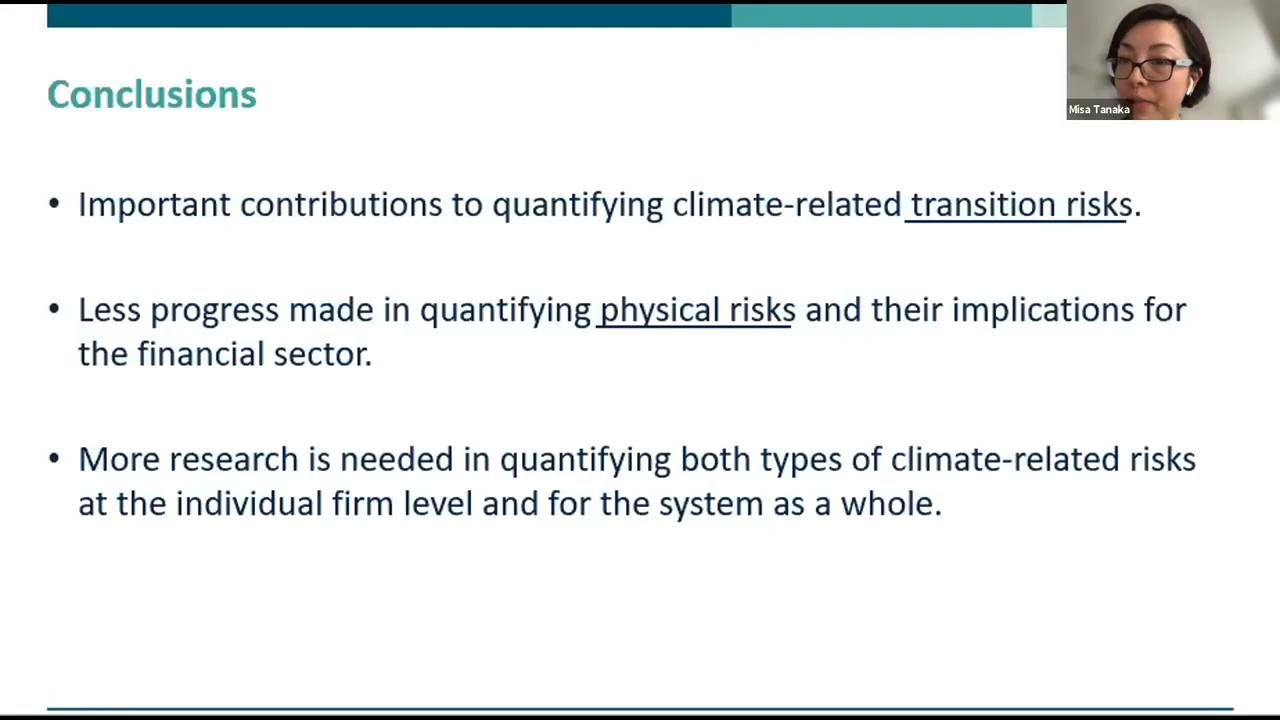 Conclusions
Misa Tanaka
• Important contributions to quantifying climate-related transition risks.
• Less progress made in quantifying physical risks and their implications for
the financial sector.
• More research is needed in quantifying both types of climate-related risks
at the individual firm level and for the system as a whole.